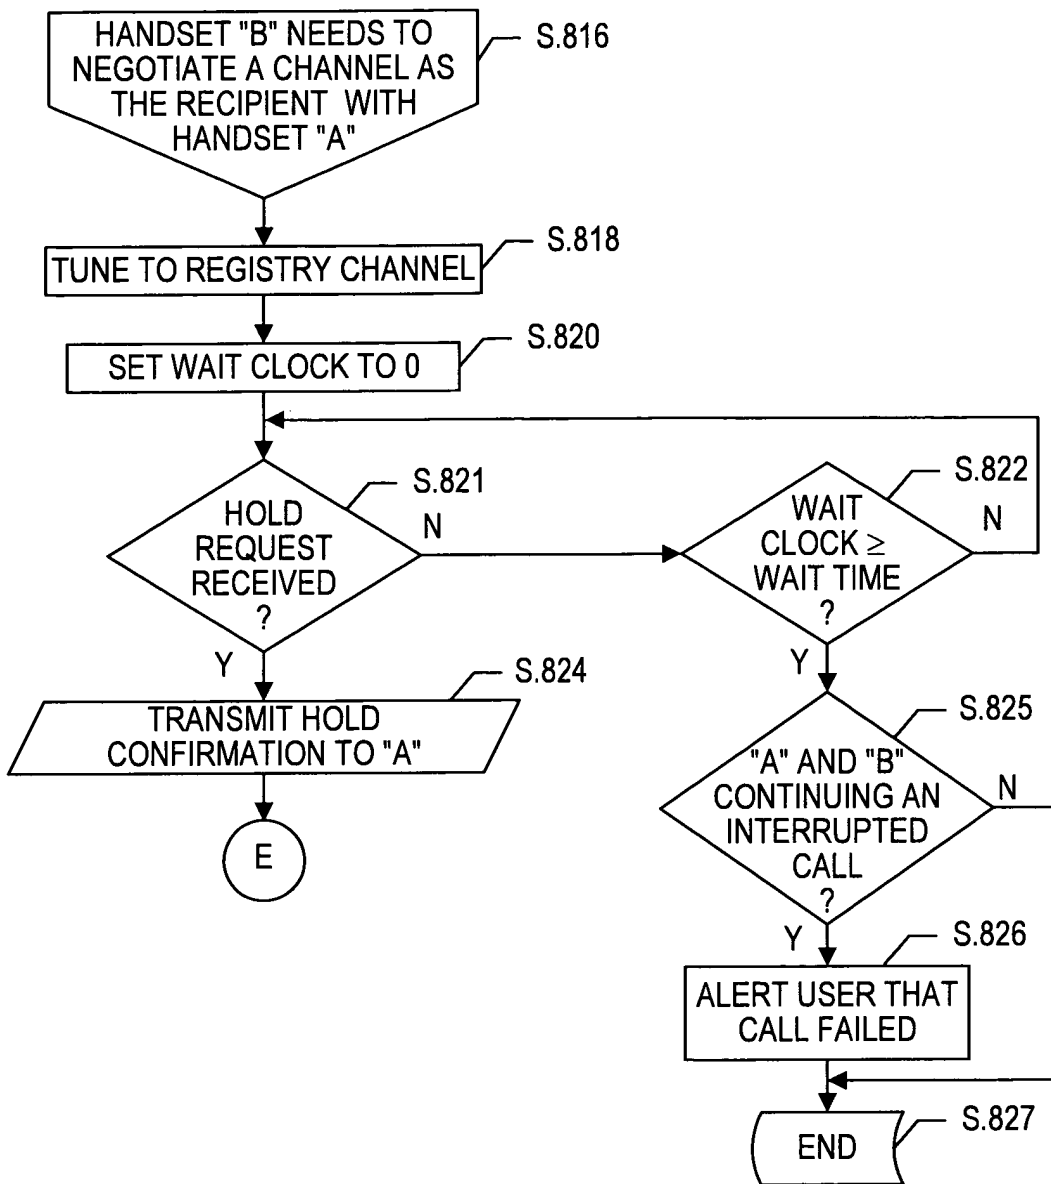 HANDSET "B" NEEDS TO
NEGOTIATE A CHANNEL AS
THE RECIPIENT WITH
HANDSET "A"
S.816
TUNE TO REGISTRY CHANNEL
S.818
SET WAIT CLOCK TO 0
S.820
HOLD
REQUEST
RECEIVED
?
S.821
N
Y
WAIT
CLOCK ≥
WAIT TIME
?
S.822
N
Y
TRANSMIT HOLD
CONFIRMATION TO "A"
S.824
E
"A" AND "B"
CONTINUING AN
INTERRUPTED
CALL
?
S.825
N
Y
ALERT USER THAT
CALL FAILED
S.826
END
S.827